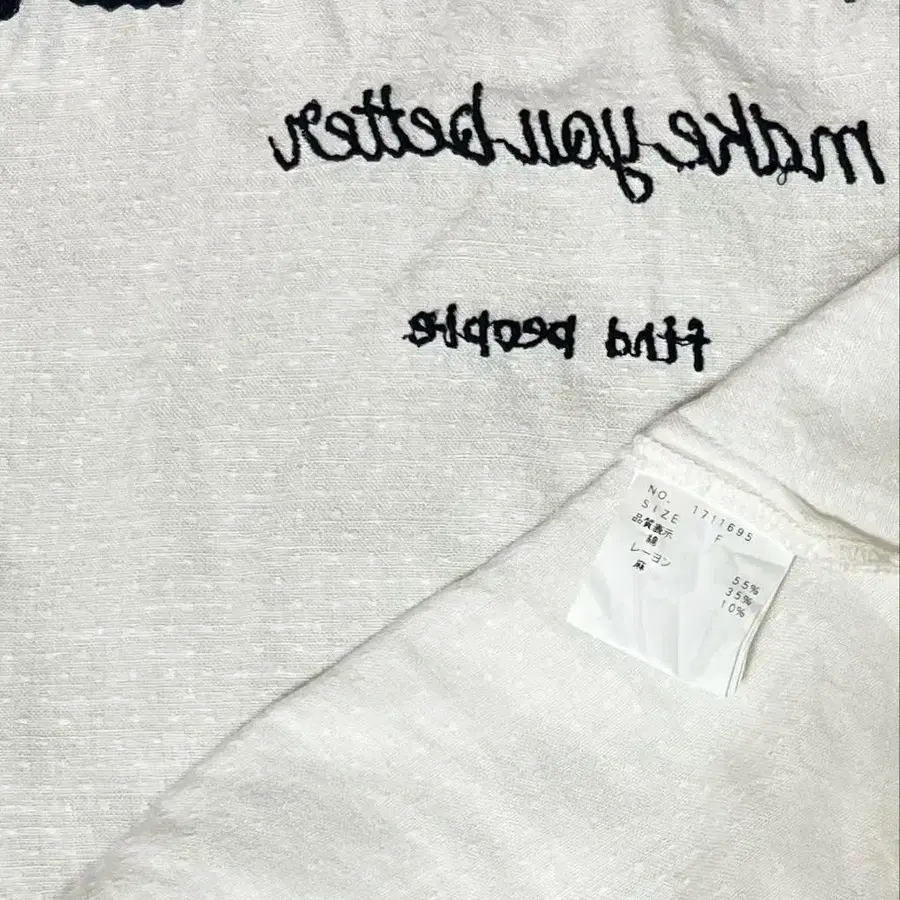 make you better
find people
NO. 1711695
SIZE F
品質表示
綿 55%
レーヨン 35%
麻 10%